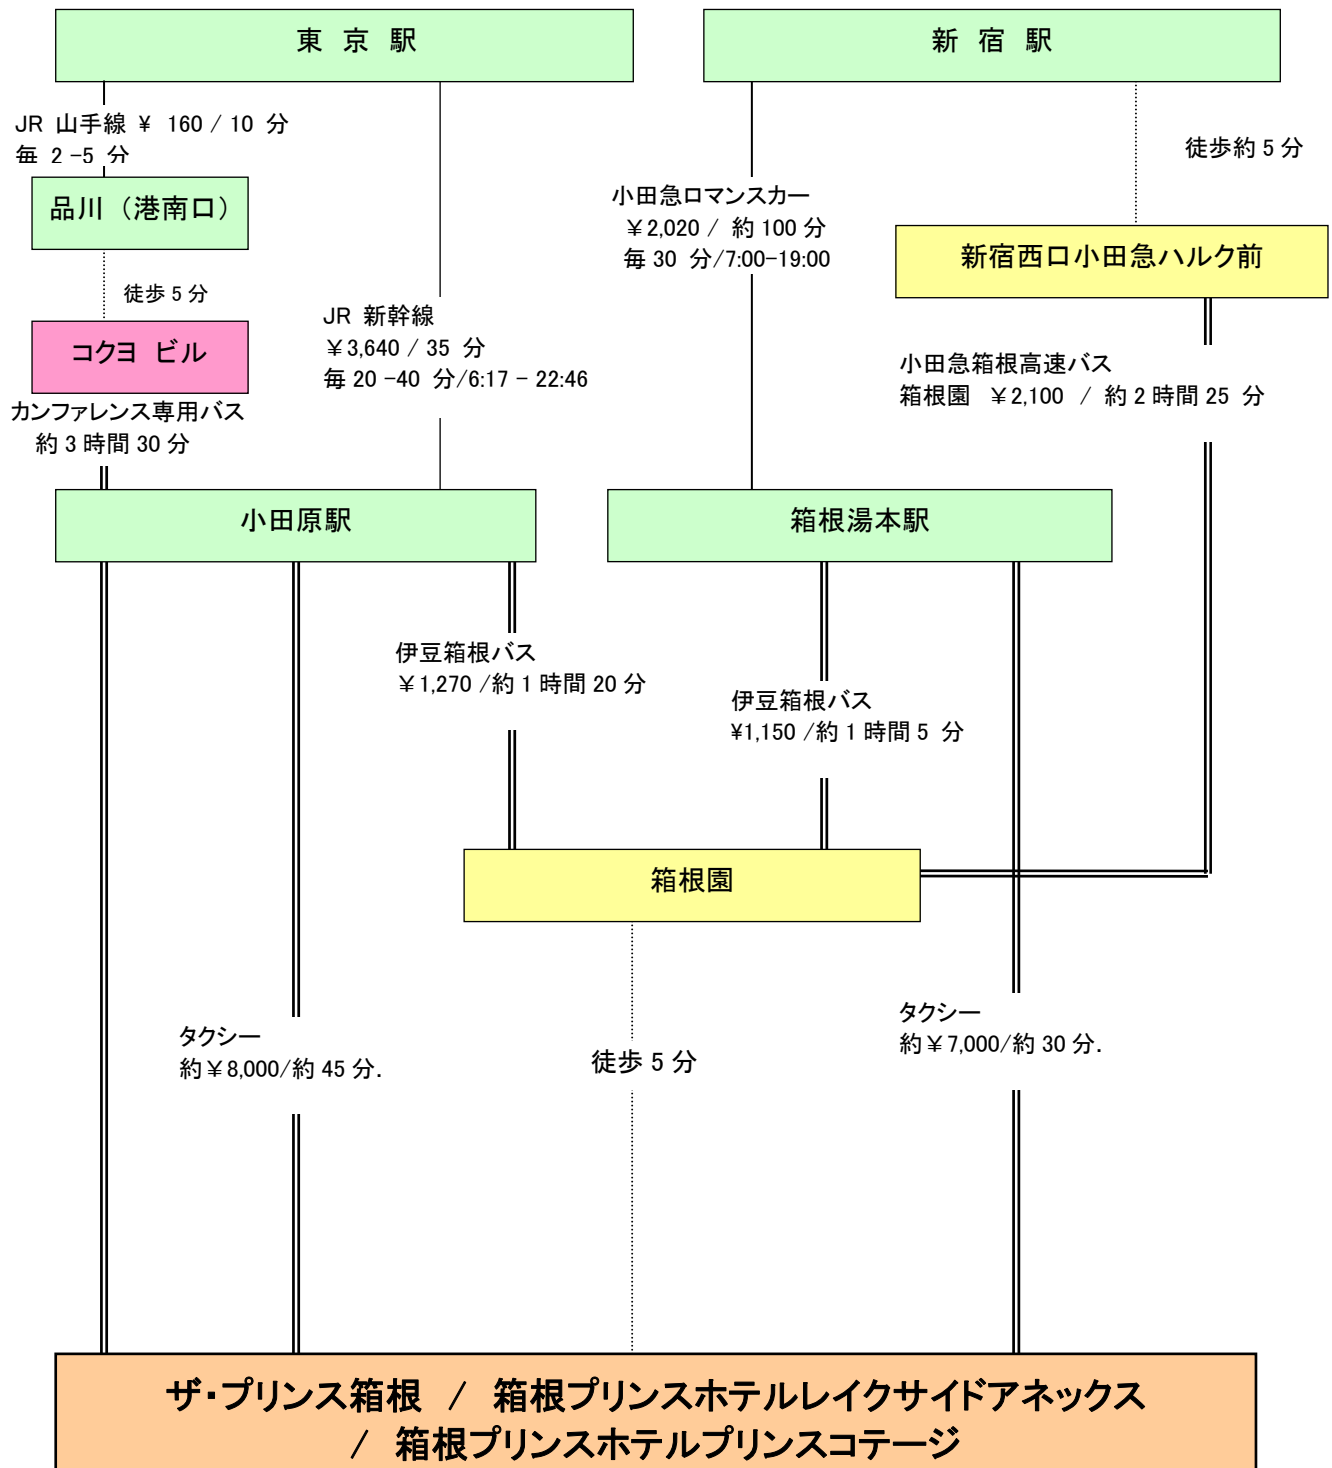 東 京 駅
新 宿 駅
JR 山手線 ¥ 160 / 10 分
毎 2 -5 分
徒歩約 5 分
品川 （港南口）
小田急ロマンスカー
￥2,020 / 約 100 分
毎 30 分/7:00-19:00
新宿西口小田急ハルク前
徒歩 5 分
JR 新幹線
￥3,640 / 35 分
毎 20 -40 分/6:17 - 22:46
コクヨ ビル
小田急箱根高速バス
箱根園 ￥2,100 / 約 2 時間 25 分
カンファレンス専用バス
約 3 時間 30 分
小田原駅
箱根湯本駅
伊豆箱根バス
￥1,270 /約 1 時間 20 分
伊豆箱根バス
¥1,150 /約 1 時間 5 分
箱根園
タクシー
約￥8,000/約 45 分.
徒歩 5 分
タクシー
約￥7,000/約 30 分.
ザ・プリンス箱根 / 箱根プリンスホテルレイクサイドアネックス
/ 箱根プリンスホテルプリンスコテージ